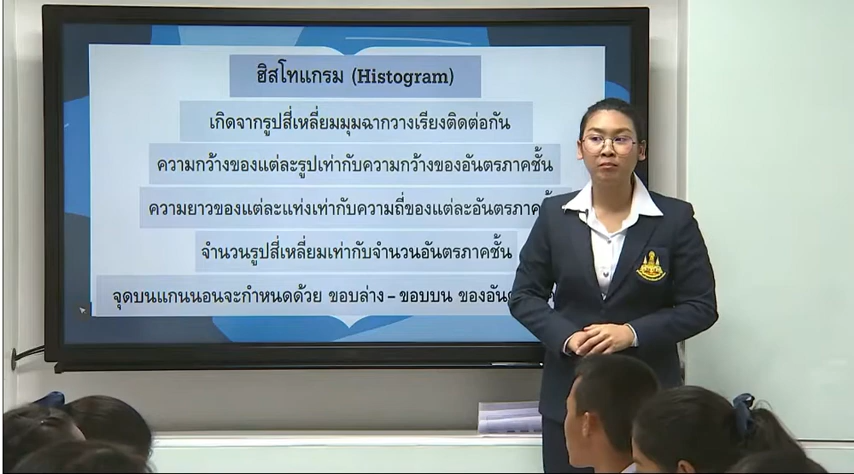 ฮิสโทแกรม (Histogram)
เกิดจากรูปสี่เหลี่ยมมุมฉากวางเรียงติดต่อกัน
ความกว้างของแต่ละรูปเท่ากับความกว้างของอันตรภาคชั้น
ความยาวของแต่ละแท่งเท่ากับความถี่ของแต่ละ
จำนวนรูปสี่เหลี่ยมเท่ากับจำนวนอันตรภาคชั้น
จุดบนแกนนอนจะกำหนดด้วย ขอบล่าง – ขอบบน ของ